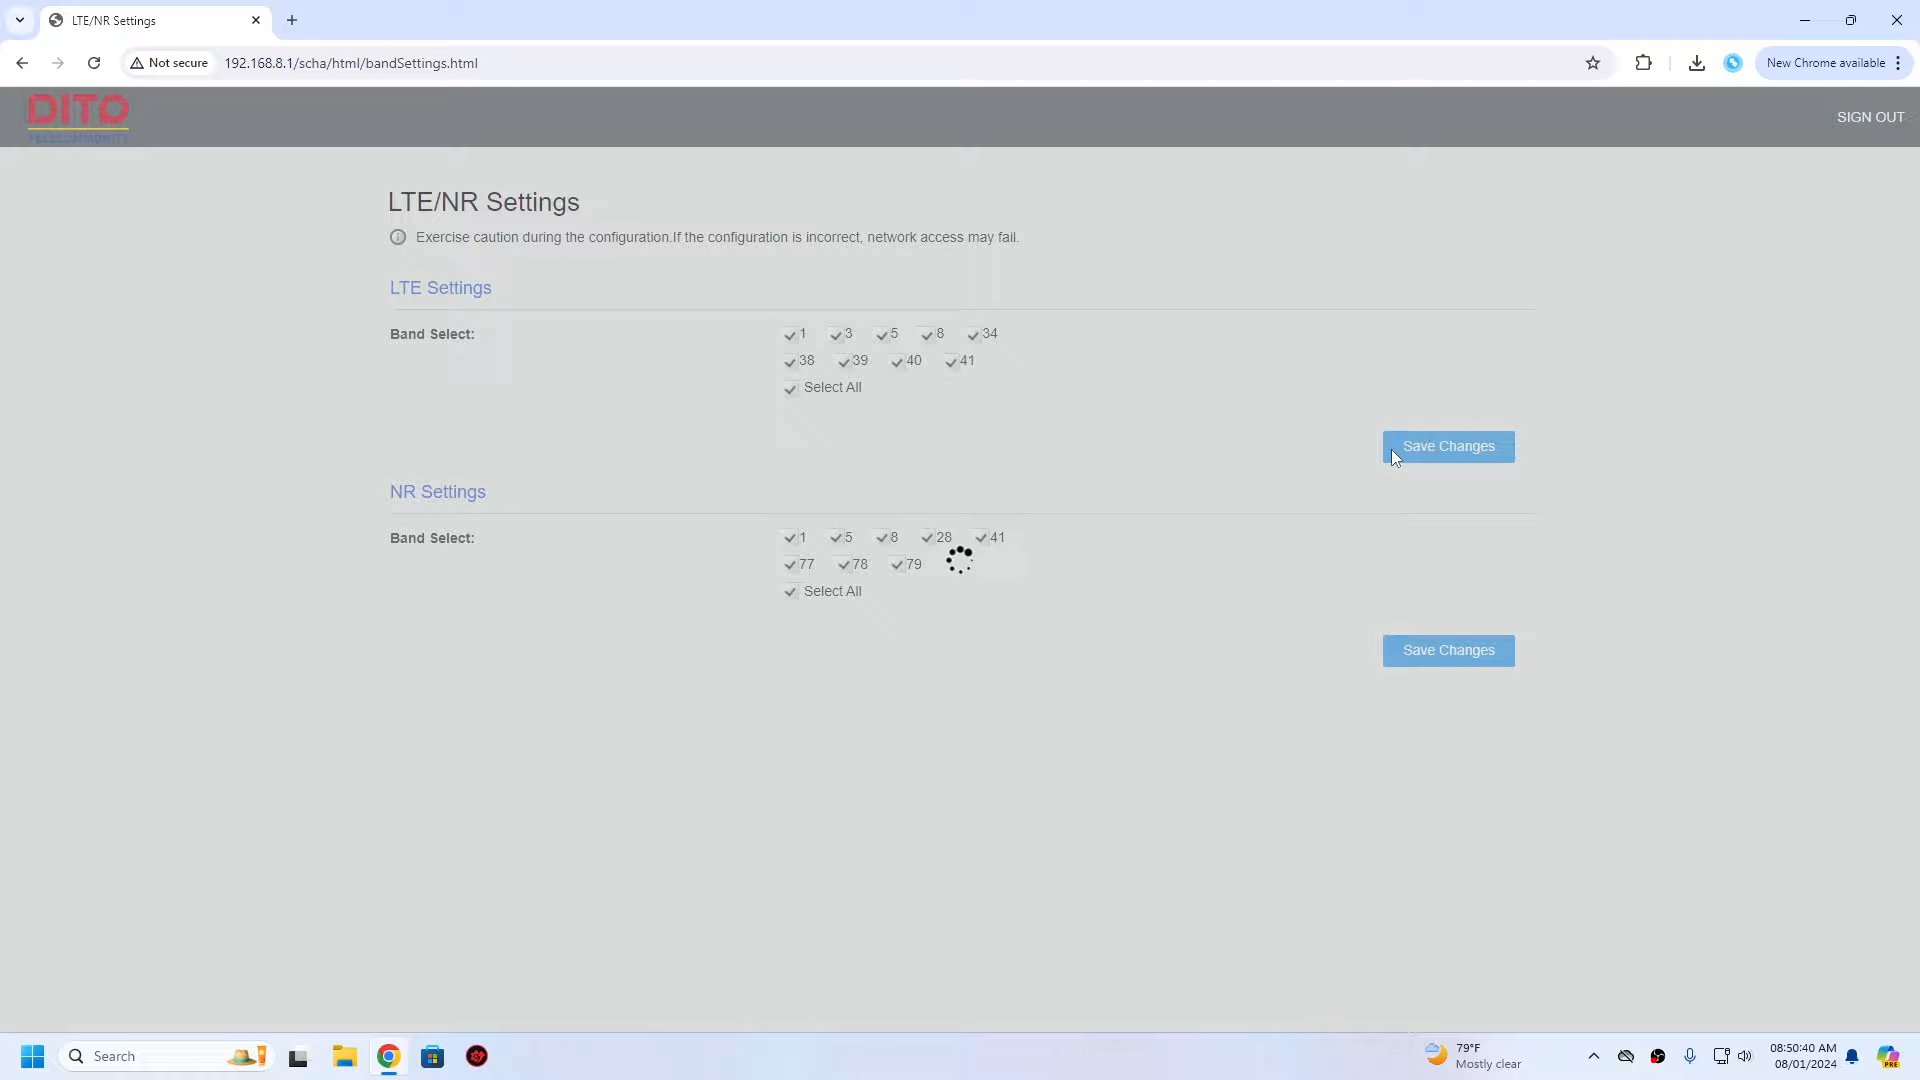 LTE/NR Settings
Not secure
192.168.8.1/scha/html/bandSettings.html
New Chrome available
DITO
TELECOMMUNITY
SIGN OUT
LTE/NR Settings
Exercise caution during the configuration.If the configuration is incorrect, network access may fail.
LTE Settings
Band Select:
1 3 5 8 34
38 39 40 41
Select All
Save Changes
NR Settings
Band Select:
1 5 8 28 41
77 78 79
Select All
Save Changes
Search
79°F
Mostly clear
08:50:40 AM
08/01/2024
PRE